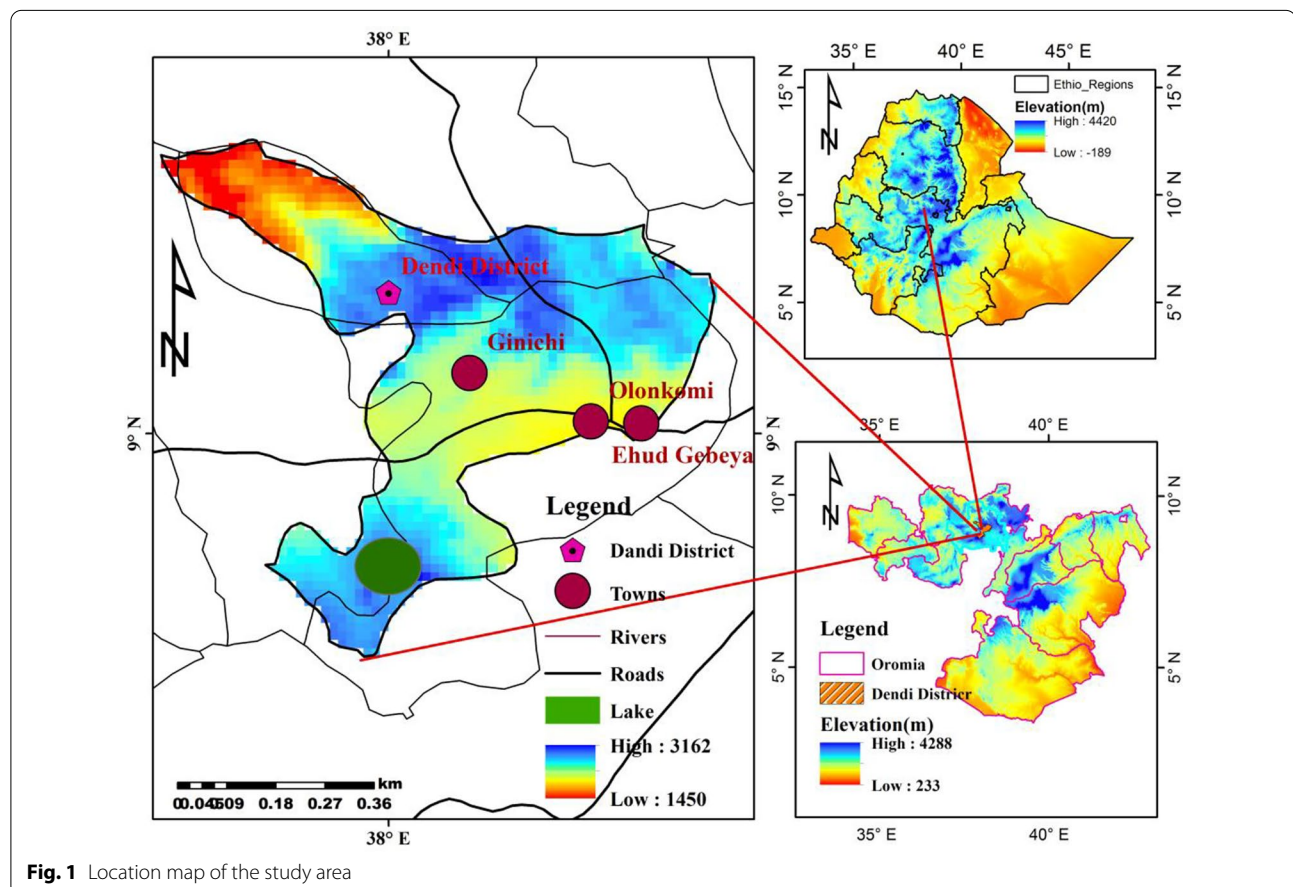 38° E
N
Dendi District
Ginichi
Olonkomi
Ehud Gebeya
9° N
9° N
Legend
Dandi District
Towns
Rivers
Roads
Lake
High : 3162
Low : 1450
km
0.18 0.27 0.36
38° E
35° E 40° E 45° E
15° N
10° N
5° N
15° N
10° N
5° N
N
Ethio_Regions
Elevation(m)
High : 4420
Low : -189
35° E 40° E
10° N
5° N
10° N
5° N
N
Legend
Oromia
Dendi District
Elevation(m)
High : 4288
Low : 233
35° E 40° E
Fig. 1 Location map of the study area